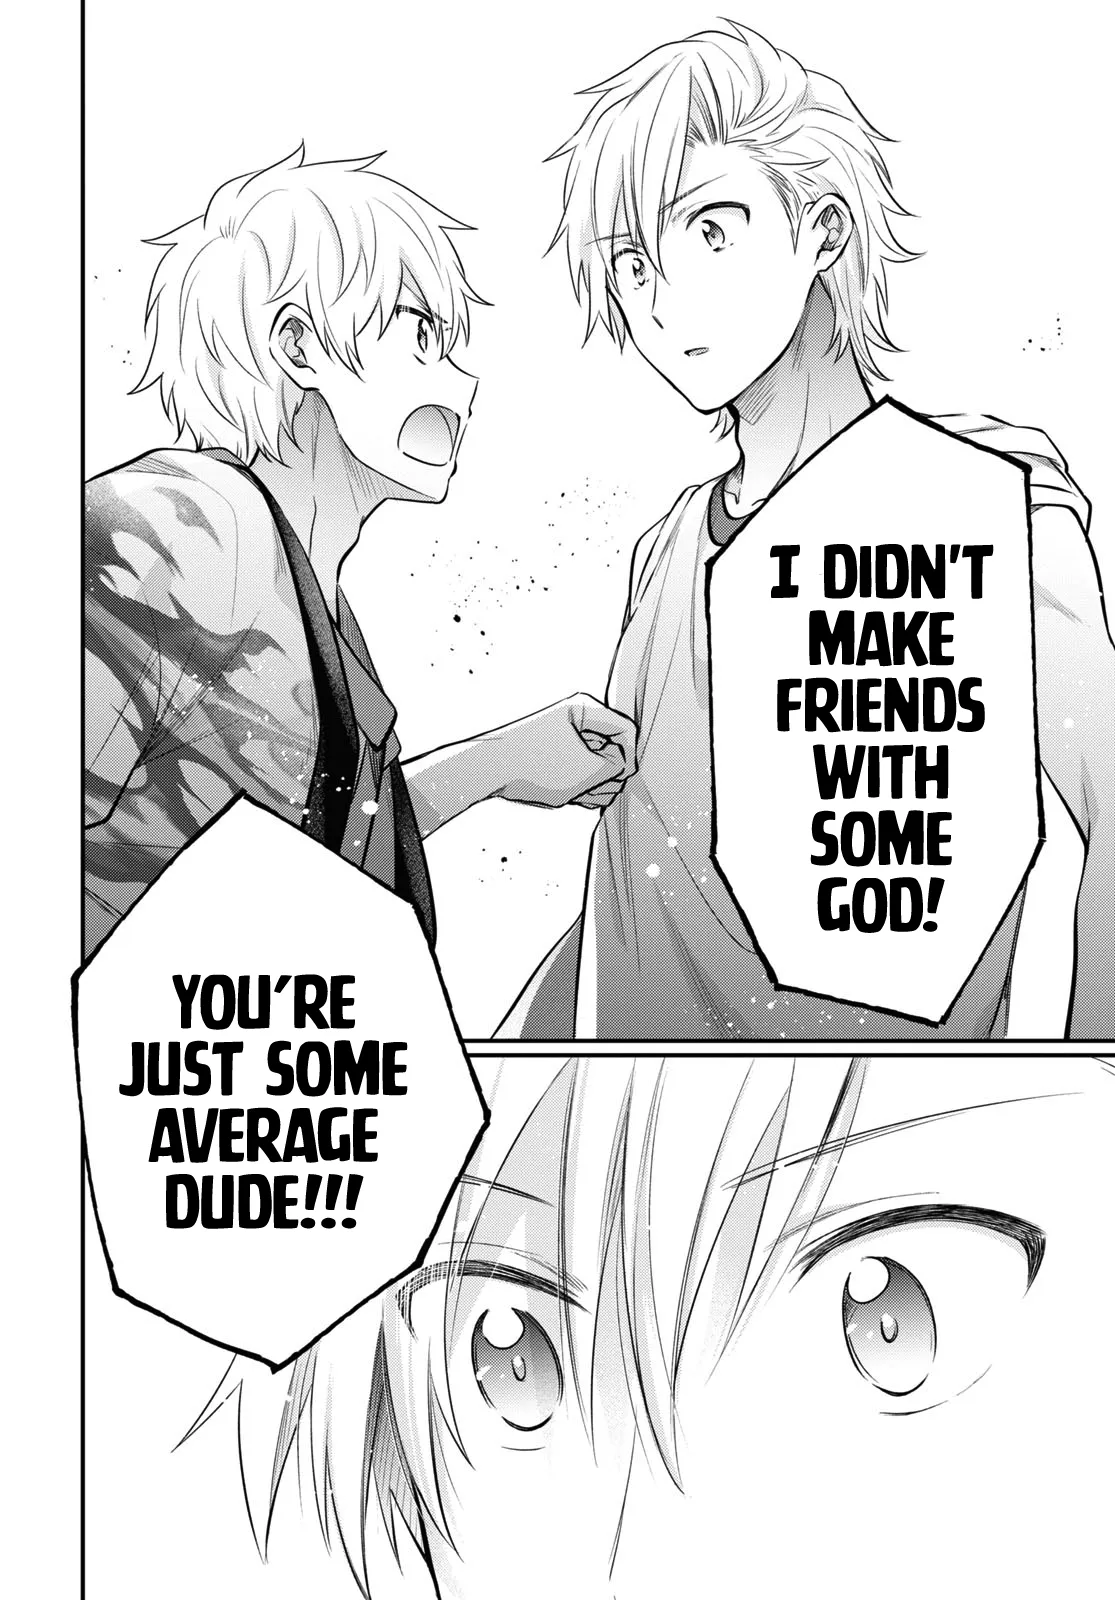 I DIDN'T
MAKE
FRIENDS
WITH
SOME
GOD!
YOU'RE
JUST SOME
AVERAGE
DUDE!!!